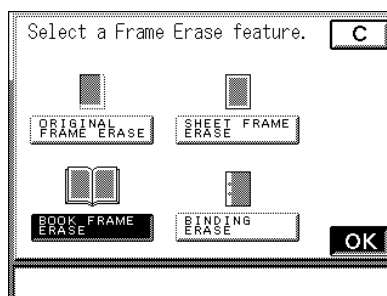 Select a Frame Erase feature.
C
ORIGINAL
FRAME ERASE
SHEET FRAME
ERASE
BOOK FRAME
ERASE
BINDING
ERASE
OK